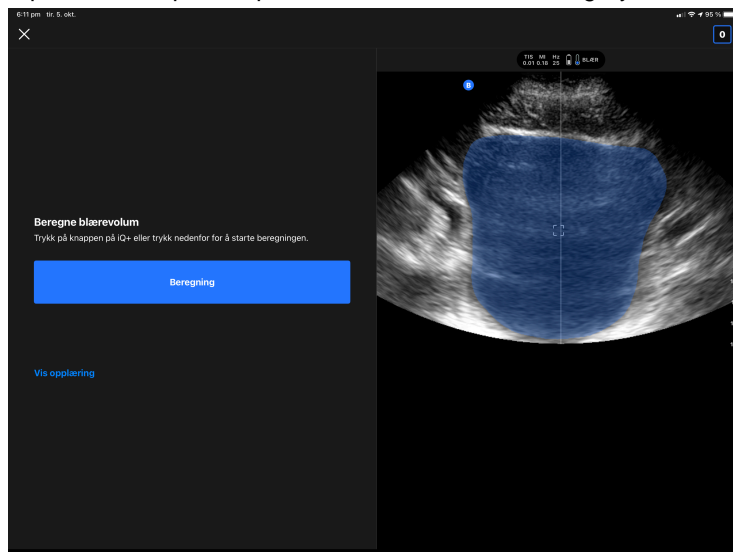 6:11 pm tir. 5. okt.
95 %
0
TIS MI Hz
0.01 0.18 25
BLÆR
B
Beregne blærevolum
Trykk på knappen på iQ+ eller trykk nedenfor for å starte beregningen.
Beregning
Vis opplæring